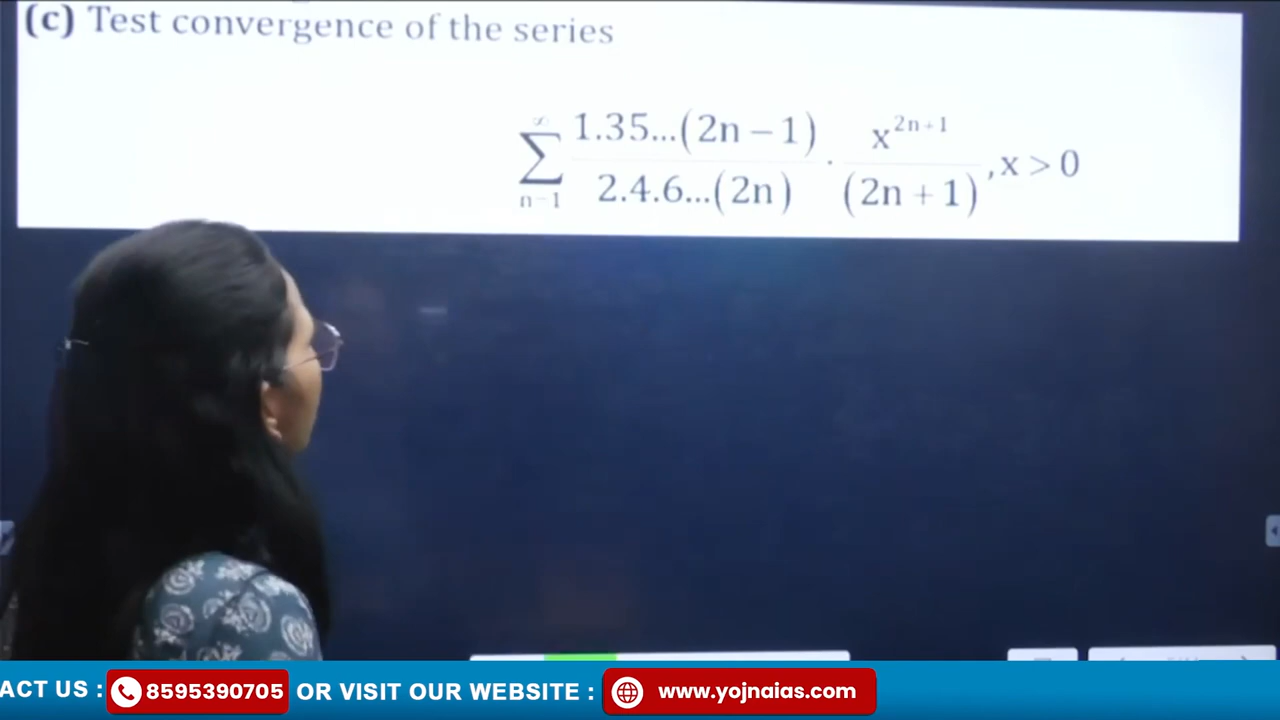 (c) Test convergence of the series
∞
∑
n=1
1.35...(2n – 1)
2.4.6...(2n)
.
x^{2n+1}
(2n + 1)
, x > 0
ACT US : 8595390705 OR VISIT OUR WEBSITE : www.yojnaias.com